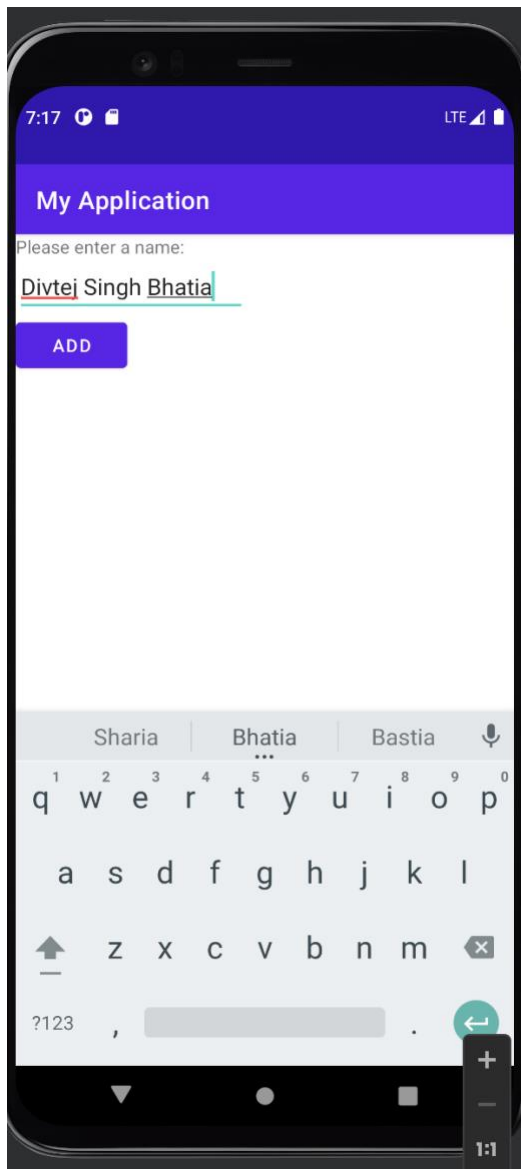 7:17 LTE
My Application
Please enter a name:
Divtej Singh Bhatia
ADD
Sharia Bhatia Bastia
1 2 3 4 5 6 7 8 9 0
q w e r t y u i o p
a s d f g h j k l
z x c v b n m
?123 , .
+
-
1:1